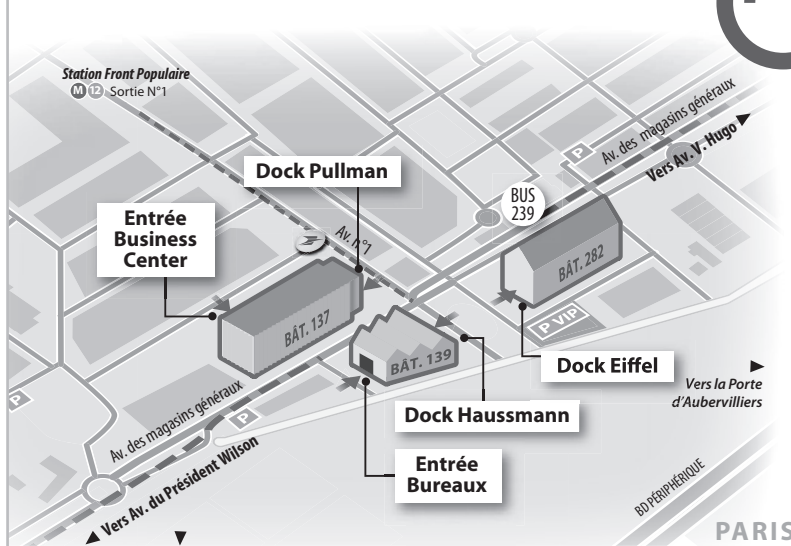 Station Front Populaire
M 12 Sortie N°1
Dock Pullman
Entrée
Business
Center
Av. n°1
BUS
239
P
Av. des magasins généraux
Vers Av. V. Hugo
BÂT. 282
BÂT. 137
BÂT. 139
P VIP
Dock Eiffel
Vers la Porte
d'Aubervilliers
Dock Haussmann
Entrée
Bureaux
P
P
Av. des magasins généraux
Vers Av. du Président Wilson
BD PÉRIPHÉRIQUE
PARIS